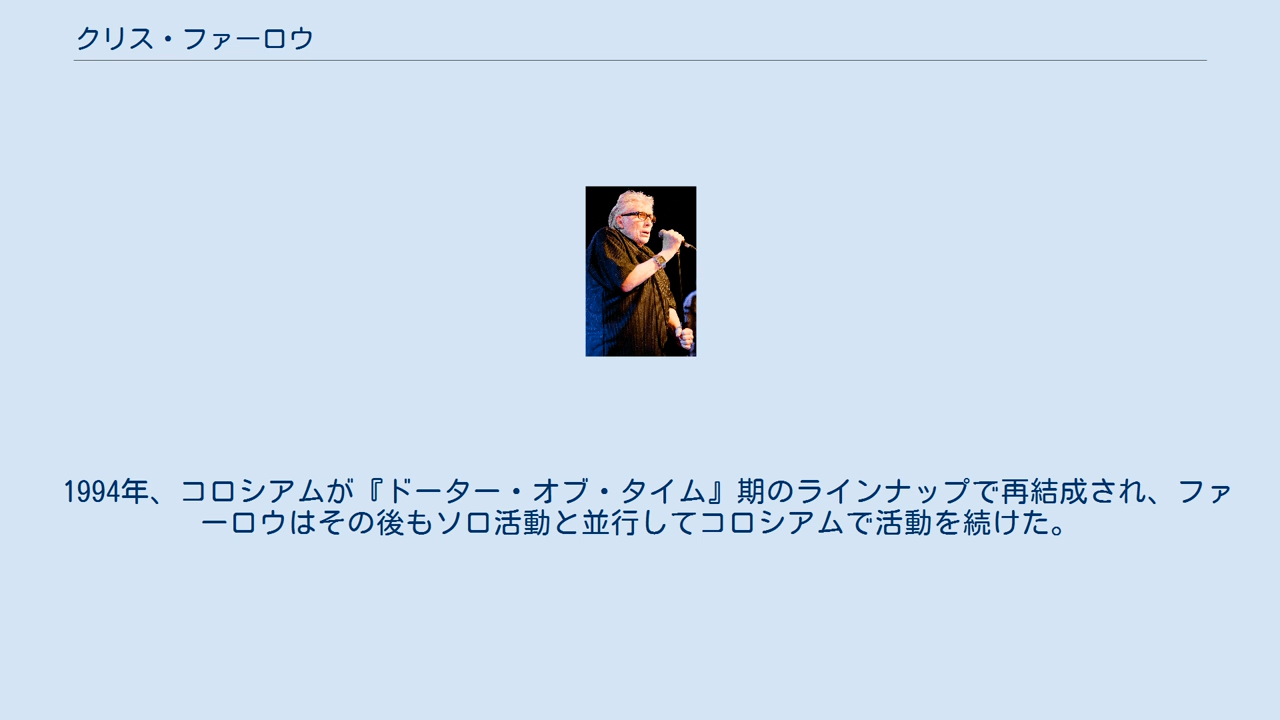 クリス・ファーロウ
1994年、コロシアムが『ドーター・オブ・タイム』期のラインナップで再結成され、ファ
ーロウはその後もソロ活動と並行してコロシアムで活動を続けた。